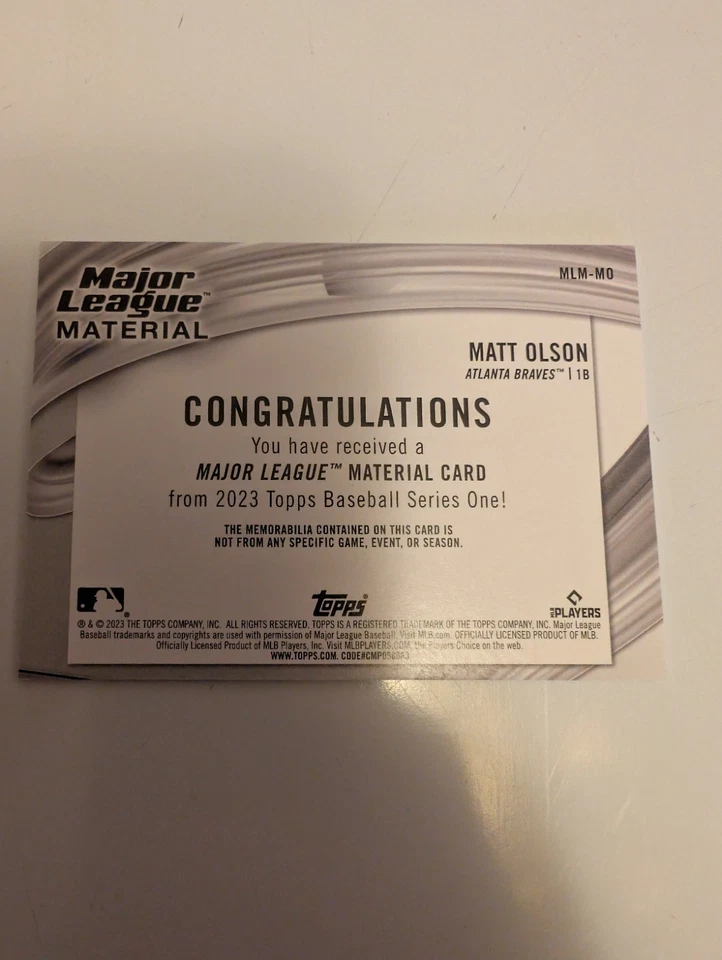 Major
League™
MATERIAL
MLM-MO
MATT OLSON
ATLANTA BRAVES™ | 1B
CONGRATULATIONS
You have received a
MAJOR LEAGUE™ MATERIAL CARD
from 2023 Topps Baseball Series One!
THE MEMORABILIA CONTAINED ON THIS CARD IS
NOT FROM ANY SPECIFIC GAME, EVENT, OR SEASON.
Topps
MLB PLAYERS
® & © 2023 THE TOPPS COMPANY, INC. ALL RIGHTS RESERVED. TOPPS IS A REGISTERED TRADEMARK OF THE TOPPS COMPANY, INC. Major League
Baseball trademarks and copyrights are used with permission of Major League Baseball. Visit MLB.com. OFFICIALLY LICENSED PRODUCT OF MLB.
Officially Licensed Product of MLB Players, Inc. Visit MLBPLAYERS.COM, the Players Choice on the web.
WWW.TOPPS.COM.